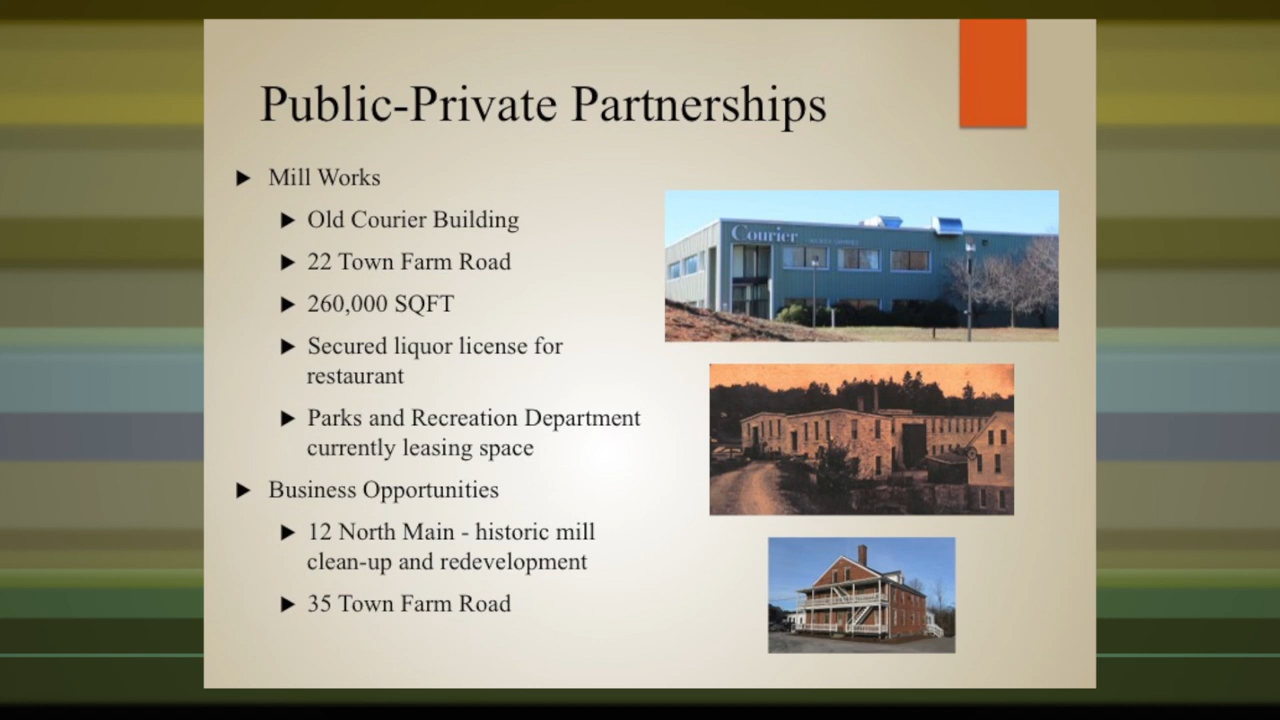 Public-Private Partnerships
Mill Works
Old Courier Building
22 Town Farm Road
260,000 SQFT
Secured liquor license for
restaurant
Parks and Recreation Department
currently leasing space
Business Opportunities
12 North Main - historic mill
clean-up and redevelopment
35 Town Farm Road
Courier